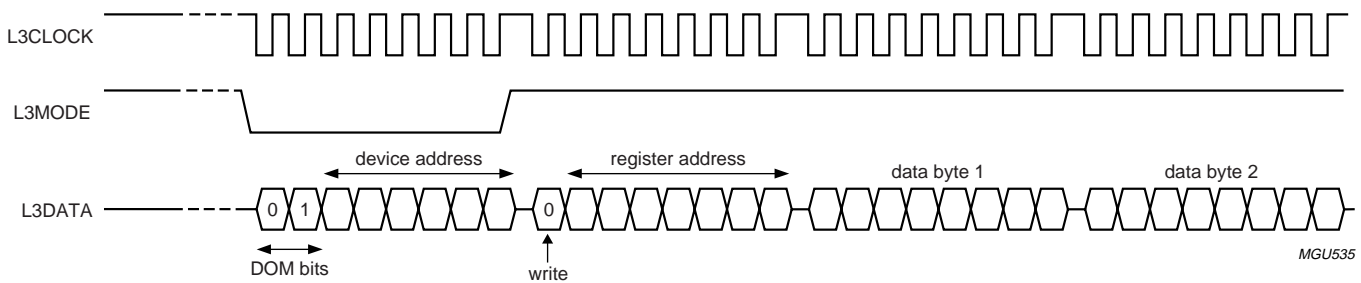 L3CLOCK
L3MODE
device address
register address
data byte 1
data byte 2
L3DATA
0
1
0
DOM bits
write
MGU535